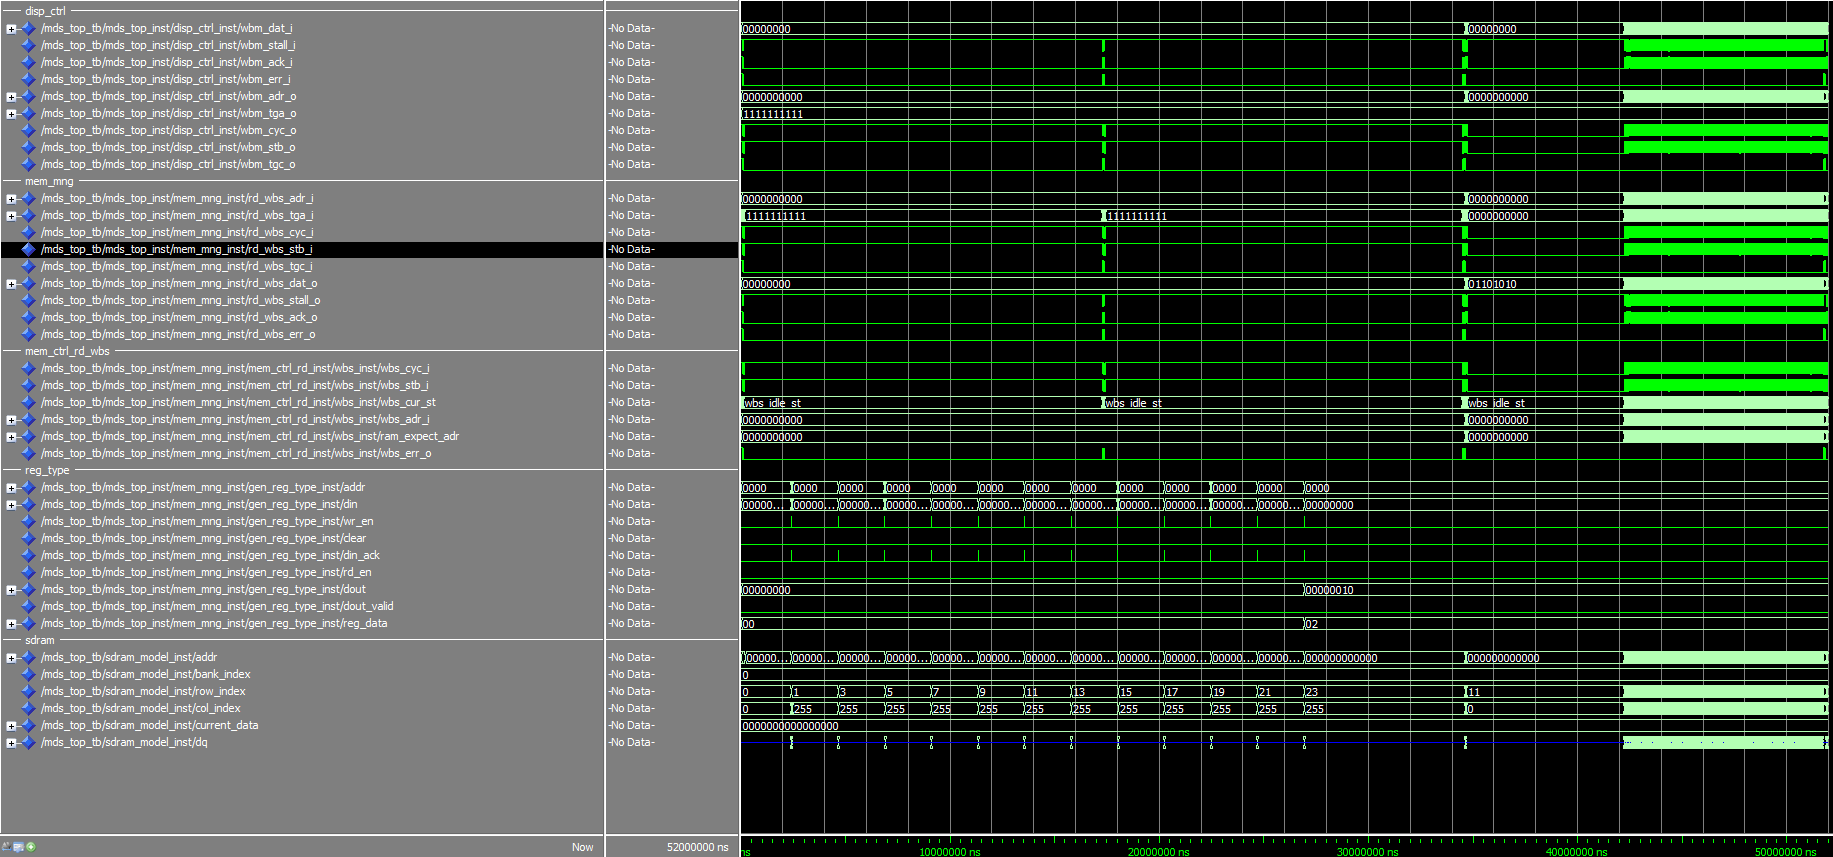 disp_ctrl
/mds_top_tb/mds_top_inst/disp_ctrl_inst/wbm_dat_i -No Data- 00000000 00000000
/mds_top_tb/mds_top_inst/disp_ctrl_inst/wbm_stall_i -No Data-
/mds_top_tb/mds_top_inst/disp_ctrl_inst/wbm_ack_i -No Data-
/mds_top_tb/mds_top_inst/disp_ctrl_inst/wbm_err_i -No Data-
/mds_top_tb/mds_top_inst/disp_ctrl_inst/wbm_adr_o -No Data- 0000000000 0000000000
/mds_top_tb/mds_top_inst/disp_ctrl_inst/wbm_tga_o -No Data- 1111111111
/mds_top_tb/mds_top_inst/disp_ctrl_inst/wbm_cyc_o -No Data-
/mds_top_tb/mds_top_inst/disp_ctrl_inst/wbm_stb_o -No Data-
/mds_top_tb/mds_top_inst/disp_ctrl_inst/wbm_tgc_o -No Data-
mem_mng
/mds_top_tb/mds_top_inst/mem_mng_inst/rd_wbs_adr_i -No Data- 0000000000 0000000000
/mds_top_tb/mds_top_inst/mem_mng_inst/rd_wbs_tga_i -No Data- 1111111111 1111111111 0000000000
/mds_top_tb/mds_top_inst/mem_mng_inst/rd_wbs_cyc_i -No Data-
/mds_top_tb/mds_top_inst/mem_mng_inst/rd_wbs_stb_i -No Data-
/mds_top_tb/mds_top_inst/mem_mng_inst/rd_wbs_tgc_i -No Data-
/mds_top_tb/mds_top_inst/mem_mng_inst/rd_wbs_dat_o -No Data- 00000000 01101010
/mds_top_tb/mds_top_inst/mem_mng_inst/rd_wbs_stall_o -No Data-
/mds_top_tb/mds_top_inst/mem_mng_inst/rd_wbs_ack_o -No Data-
/mds_top_tb/mds_top_inst/mem_mng_inst/rd_wbs_err_o -No Data-
mem_ctrl_rd_wbs
/mds_top_tb/mds_top_inst/mem_mng_inst/mem_ctrl_rd_inst/wbs_inst/wbs_cyc_i -No Data-
/mds_top_tb/mds_top_inst/mem_mng_inst/mem_ctrl_rd_inst/wbs_inst/wbs_stb_i -No Data-
/mds_top_tb/mds_top_inst/mem_mng_inst/mem_ctrl_rd_inst/wbs_inst/wbs_cur_st -No Data- wbs_idle_st wbs_idle_st wbs_idle_st
/mds_top_tb/mds_top_inst/mem_mng_inst/mem_ctrl_rd_inst/wbs_inst/wbs_adr_i -No Data- 0000000000 0000000000
/mds_top_tb/mds_top_inst/mem_mng_inst/mem_ctrl_rd_inst/wbs_inst/ram_expect_adr -No Data- 0000000000 0000000000
/mds_top_tb/mds_top_inst/mem_mng_inst/mem_ctrl_rd_inst/wbs_inst/wbs_err_o -No Data-
reg_type
/mds_top_tb/mds_top_inst/mem_mng_inst/gen_reg_type_inst/addr -No Data- 0000 0000 0000 0000 0000 0000 0000 0000 0000 0000 0000 0000 0000
/mds_top_tb/mds_top_inst/mem_mng_inst/gen_reg_type_inst/din -No Data- 00000... 00000... 00000... 00000... 00000... 00000... 00000... 00000... 00000... 00000... 00000... 00000... 00000000
/mds_top_tb/mds_top_inst/mem_mng_inst/gen_reg_type_inst/wr_en -No Data-
/mds_top_tb/mds_top_inst/mem_mng_inst/gen_reg_type_inst/clear -No Data-
/mds_top_tb/mds_top_inst/mem_mng_inst/gen_reg_type_inst/din_ack -No Data-
/mds_top_tb/mds_top_inst/mem_mng_inst/gen_reg_type_inst/rd_en -No Data-
/mds_top_tb/mds_top_inst/mem_mng_inst/gen_reg_type_inst/dout -No Data- 00000000 00000010
/mds_top_tb/mds_top_inst/mem_mng_inst/gen_reg_type_inst/dout_valid -No Data-
/mds_top_tb/mds_top_inst/mem_mng_inst/gen_reg_type_inst/reg_data -No Data- 00 02
sdram
/mds_top_tb/sdram_model_inst/addr -No Data- 00000... 00000... 00000... 00000... 00000... 00000... 00000... 00000... 00000... 00000... 00000... 00000... 000000000000 000000000000
/mds_top_tb/sdram_model_inst/bank_index -No Data- 0
/mds_top_tb/sdram_model_inst/row_index -No Data- 0 1 3 5 7 9 11 13 15 17 19 21 23 11
/mds_top_tb/sdram_model_inst/col_index -No Data- 0 255 255 255 255 255 255 255 255 255 255 255 255 0
/mds_top_tb/sdram_model_inst/current_data -No Data- 0000000000000000
/mds_top_tb/sdram_model_inst/dq -No Data-
Now 52000000 ns ns 10000000 ns 20000000 ns 30000000 ns 40000000 ns 50000000 ns